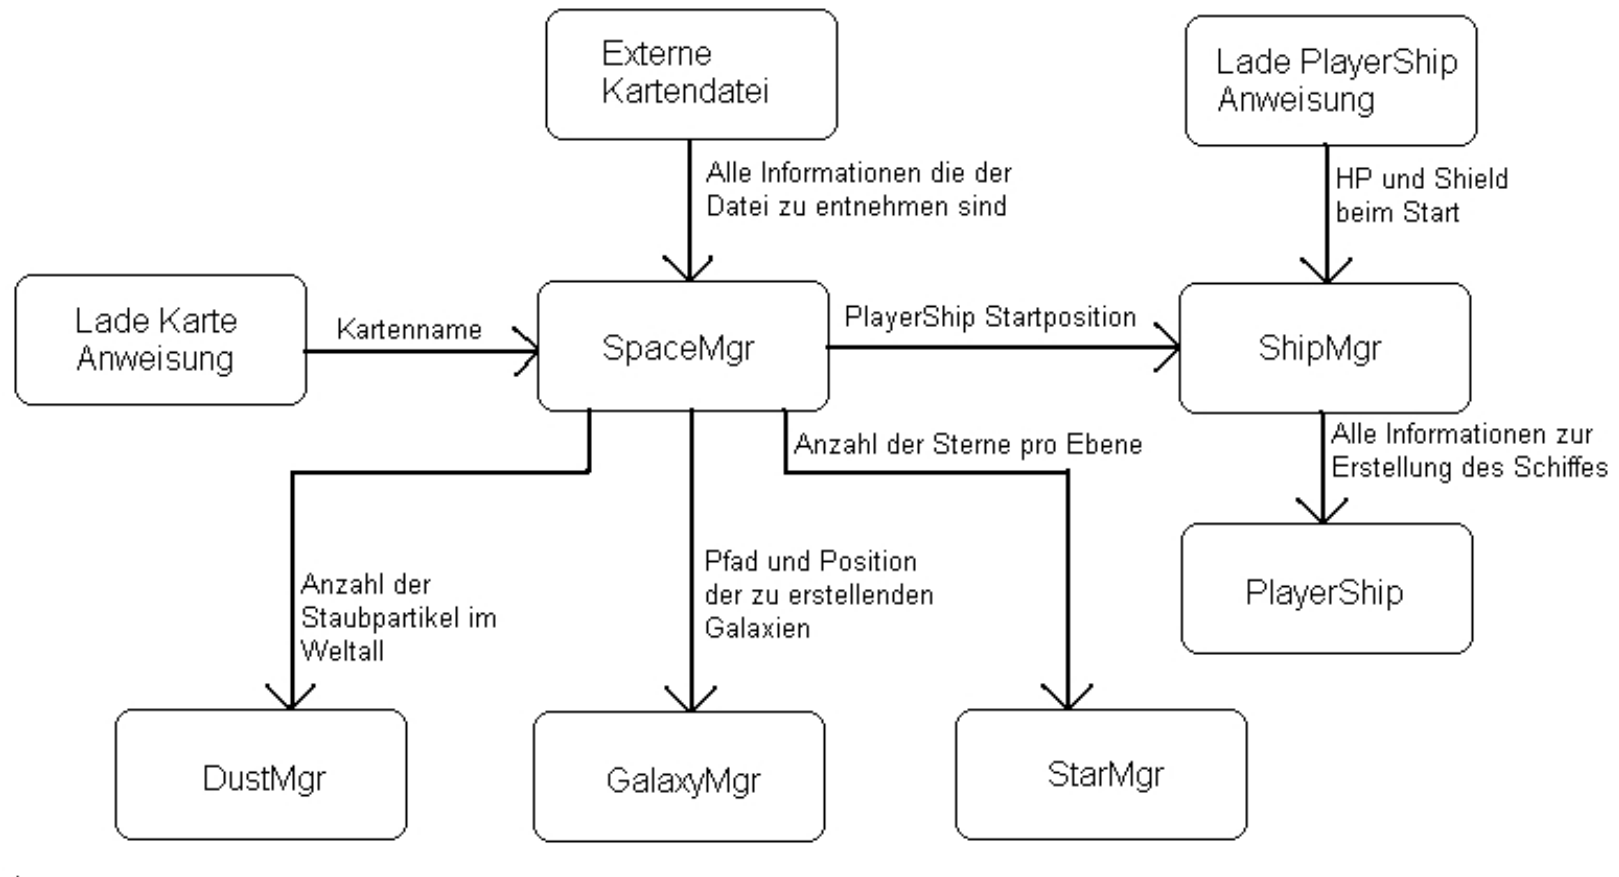 Externe
Kartendatei
Lade PlayerShip
Anweisung
Alle Informationen die der
Datei zu entnehmen sind
HP und Shield
beim Start
Lade Karte
Anweisung
Kartenname
SpaceMgr
PlayerShip Startposition
ShipMgr
Anzahl der Sterne pro Ebene
Alle Informationen zur
Erstellung des Schiffes
Anzahl der
Staubpartikel im
Weltall
Pfad und Position
der zu erstellenden
Galaxien
PlayerShip
DustMgr
GalaxyMgr
StarMgr